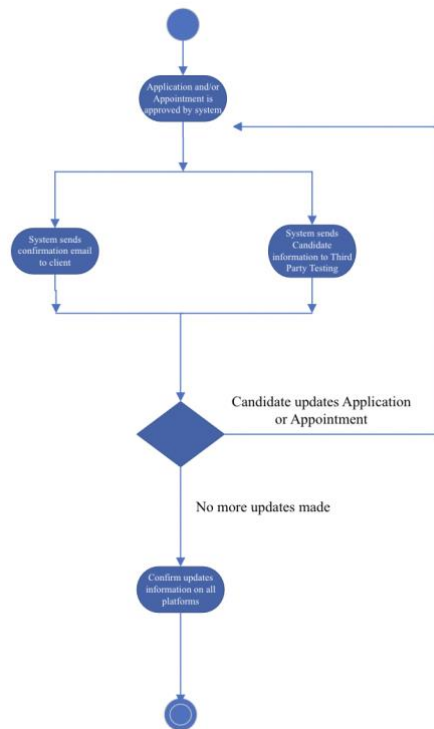 Application and/or
Appointment is
approved by system
System sends
confirmation email
to client
System sends
Candidate
information to Third
Party Testing
Candidate updates Application
or Appointment
No more updates made
Confirm updates
information on all
platforms